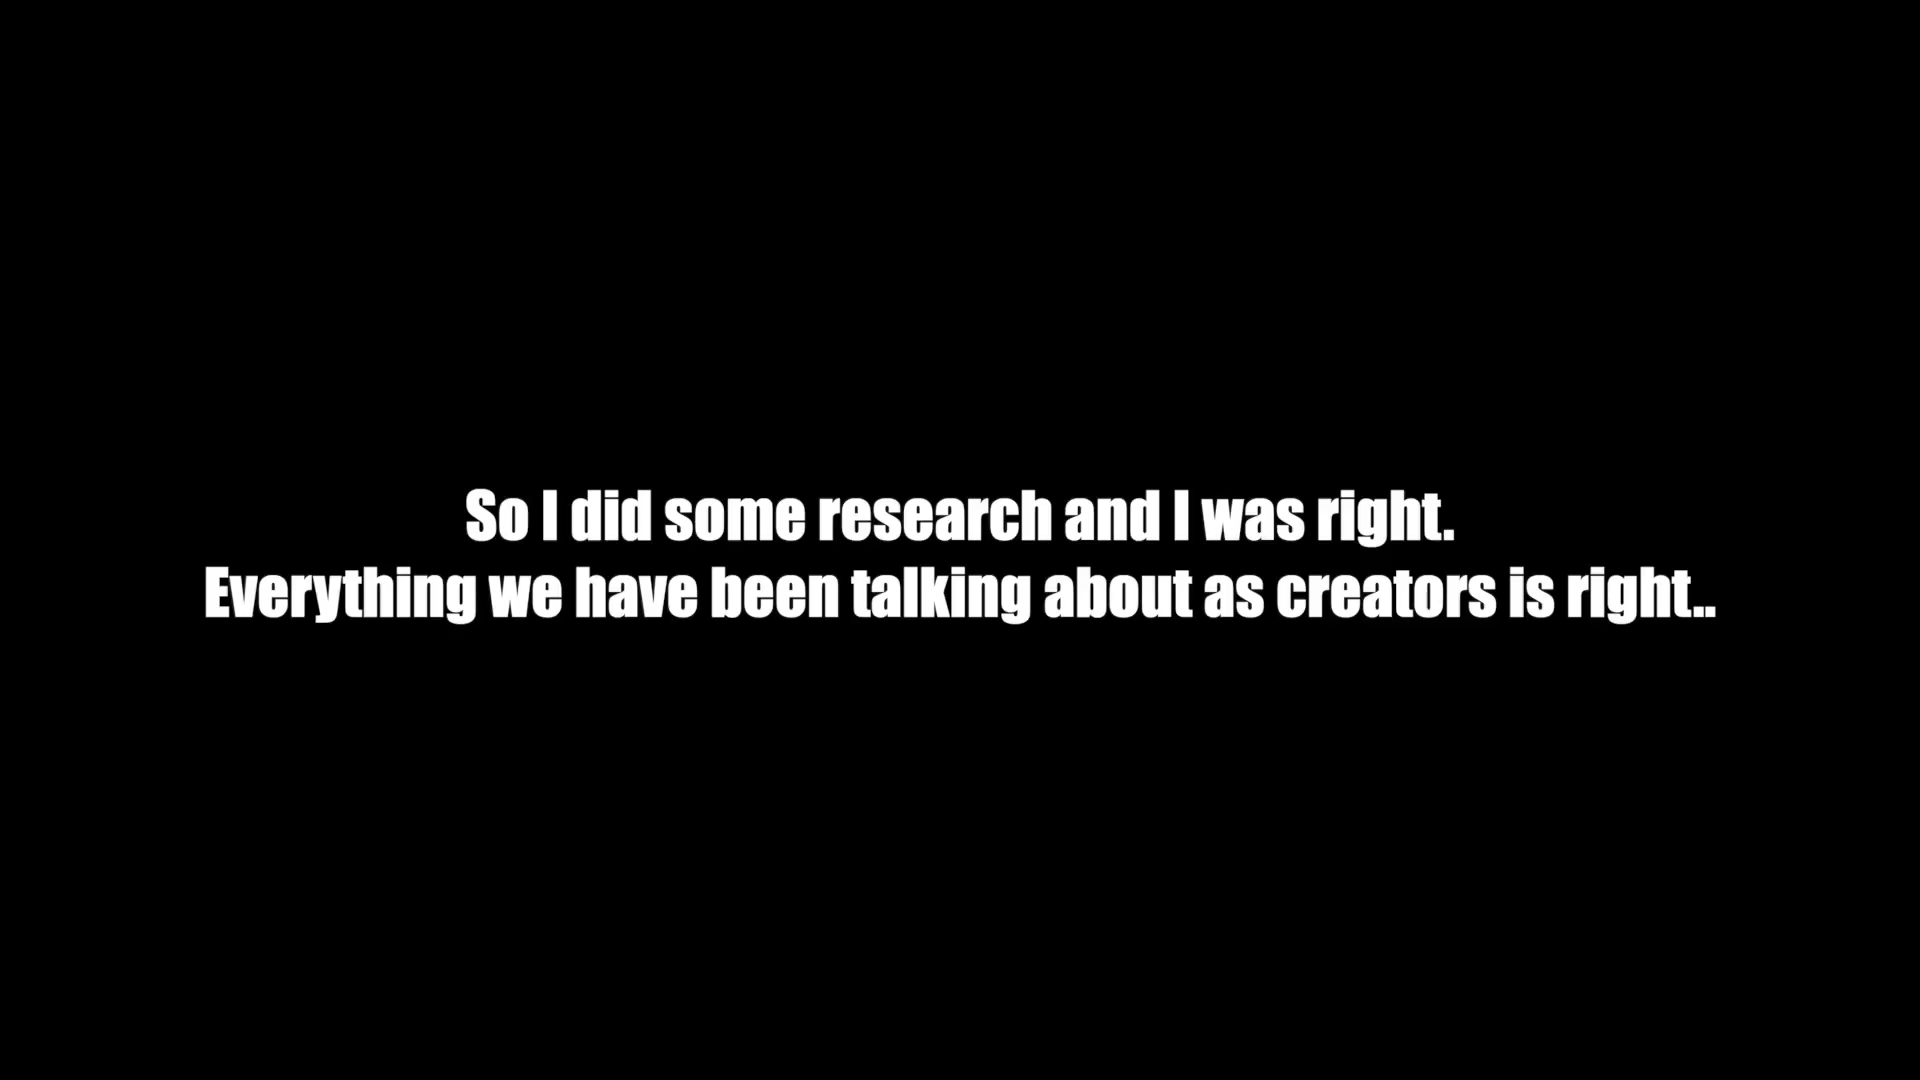 So I did some research and I was right.
Everything we have been talking about as creators is right..